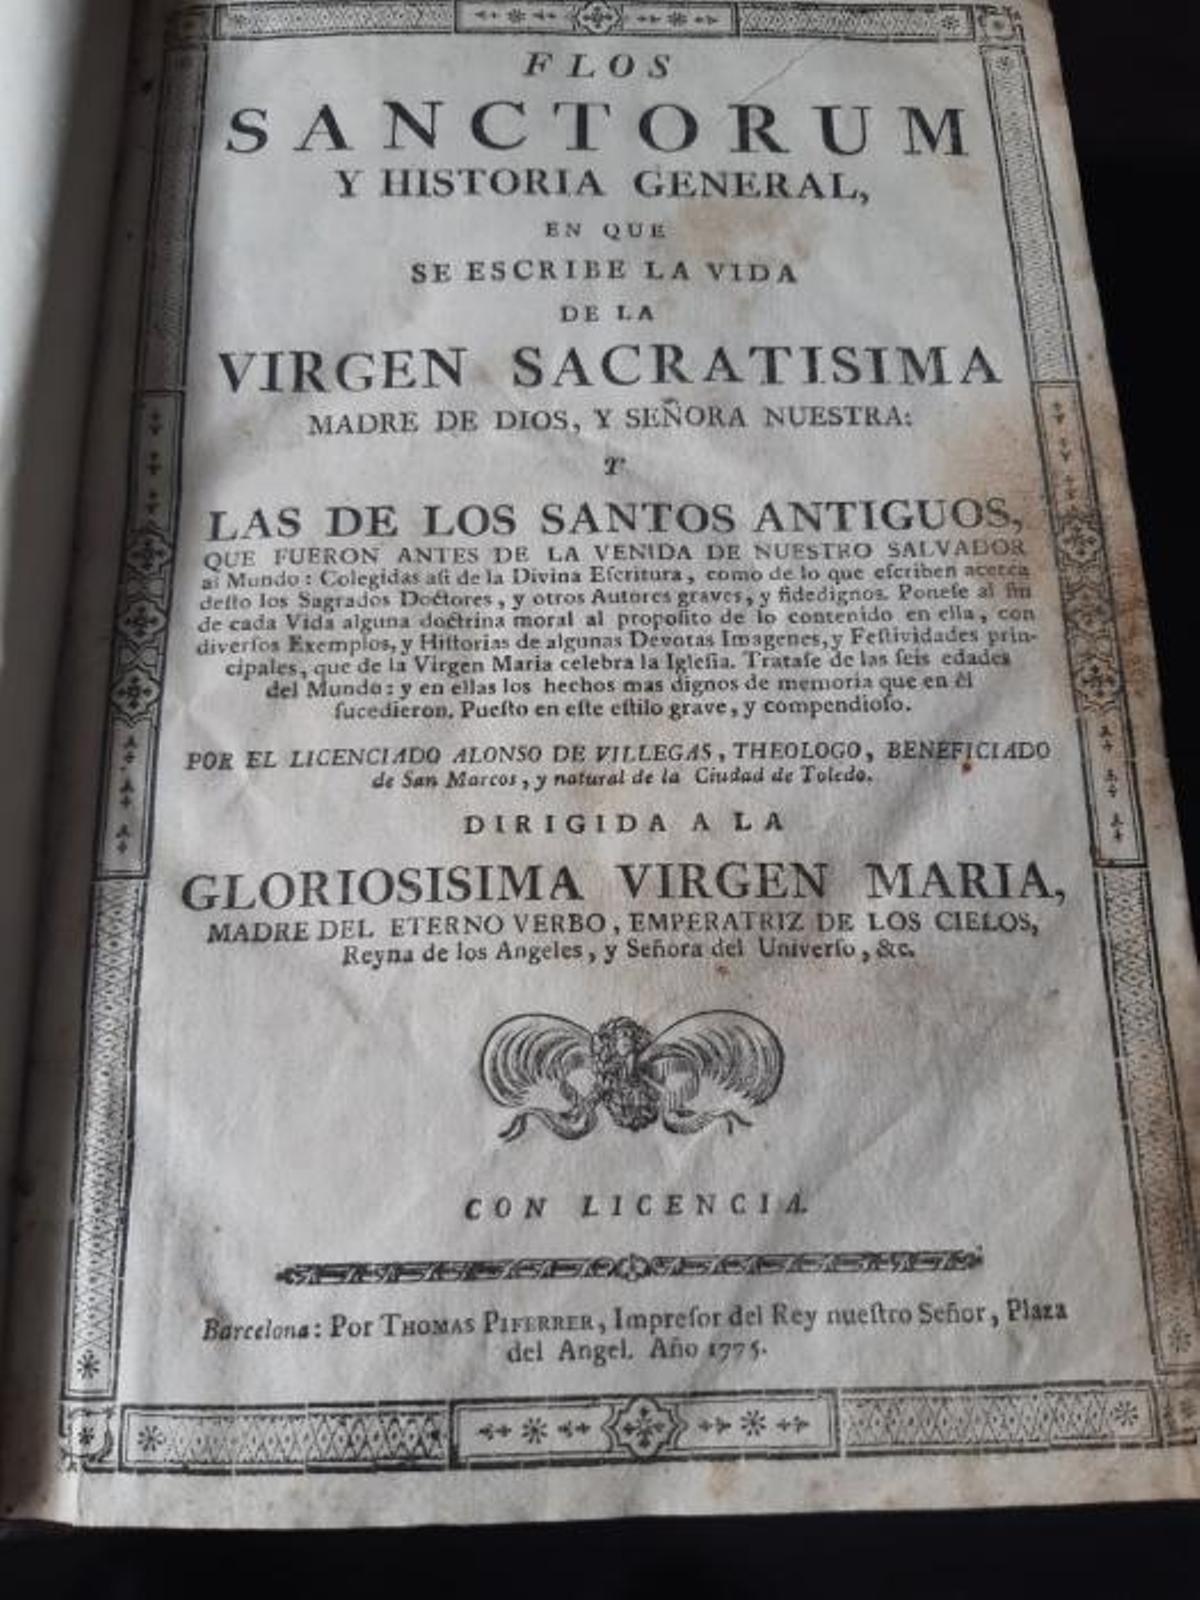 FLOS
SANCTORUM
Y HISTORIA GENERAL,
EN QUE
SE ESCRIBE LA VIDA
DE LA
VIRGEN SACRATISIMA
MADRE DE DIOS, Y SEÑORA NUESTRA:
Y
LAS DE LOS SANTOS ANTIGUOS,
QUE FUERON ANTES DE LA VENIDA DE NUESTRO SALVADOR
al Mundo: Colegidas aſi de la Divina Eſcritura, como de lo que eſcriben acerca
deſto los Sagrados Doctores, y otros Autores graves, y fidedignos. Poneſe al fin
de cada Vida alguna doctrina moral al propoſito de lo contenido en ella, con
diverſos Exemplos, y Hiſtorias de algunas Devotas Imagenes, y Feſtividades prin-
cipales, que de la Virgen Maria celebra la Igleſia. Trataſe de las ſeis edades
del Mundo: y en ellas los hechos mas dignos de memoria que en él
ſucedieron. Pueſto en eſte eſtilo grave, y compendioſo.
POR EL LICENCIADO ALONSO DE VILLEGAS, THEOLOGO, BENEFICIADO
de San Marcos, y natural de la Ciudad de Toledo.
DIRIGIDA A LA
GLORIOSISIMA VIRGEN MARIA,
MADRE DEL ETERNO VERBO, EMPERATRIZ DE LOS CIELOS,
Reyna de los Angeles, y Señora del Univerſo, &c.
CON LICENCIA.
Barcelona: Por THOMAS PIFERRER, Impreſor del Rey nueſtro Señor, Plaza
del Angel. Año 1775.